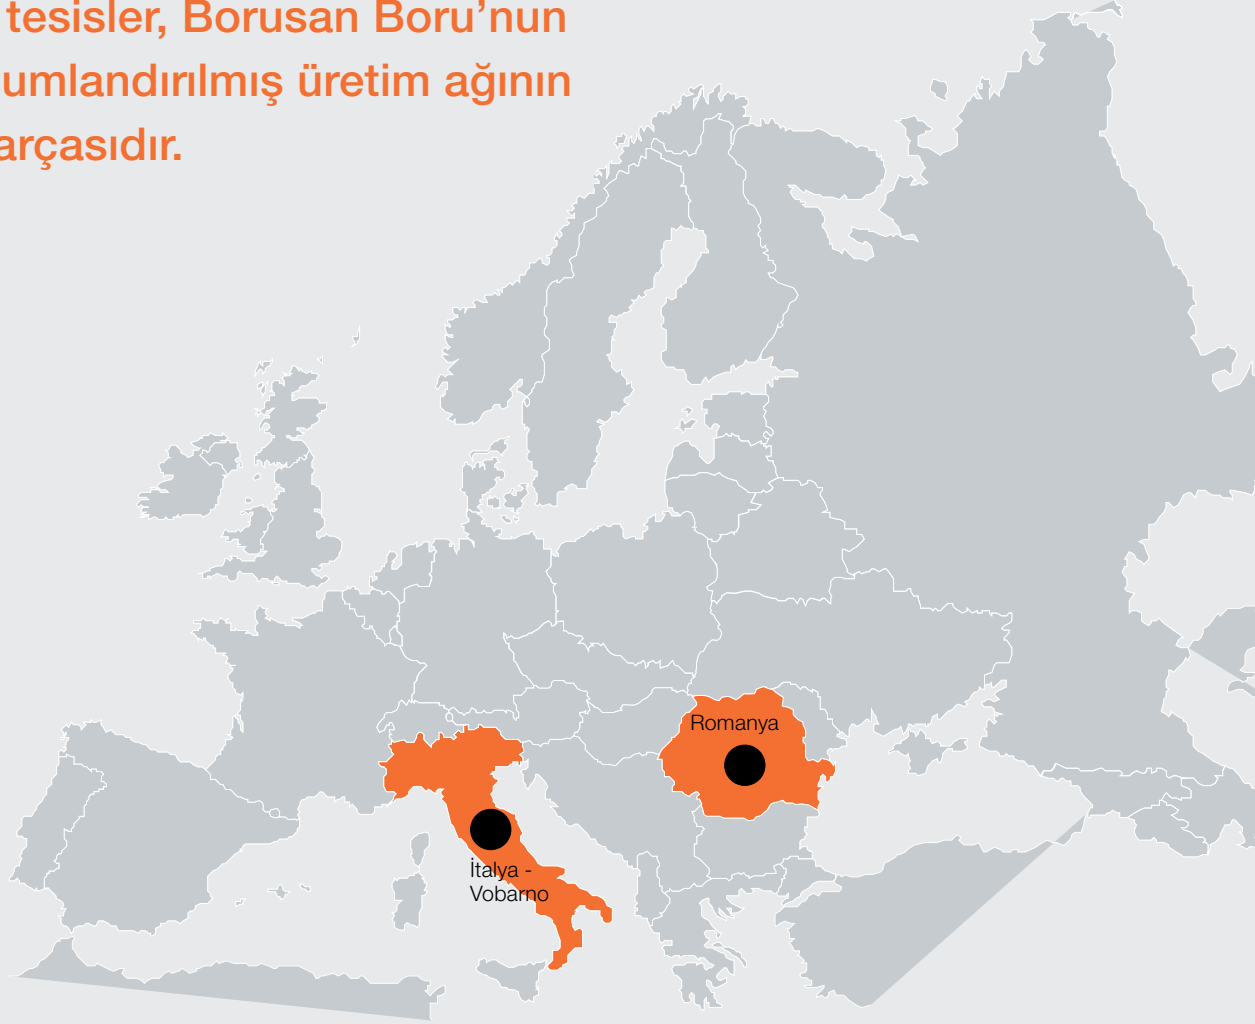 tesisler, Borusan Boru’nun
umlandırılmış üretim ağının
arçasıdır.
Romanya
İtalya -
Vobarno